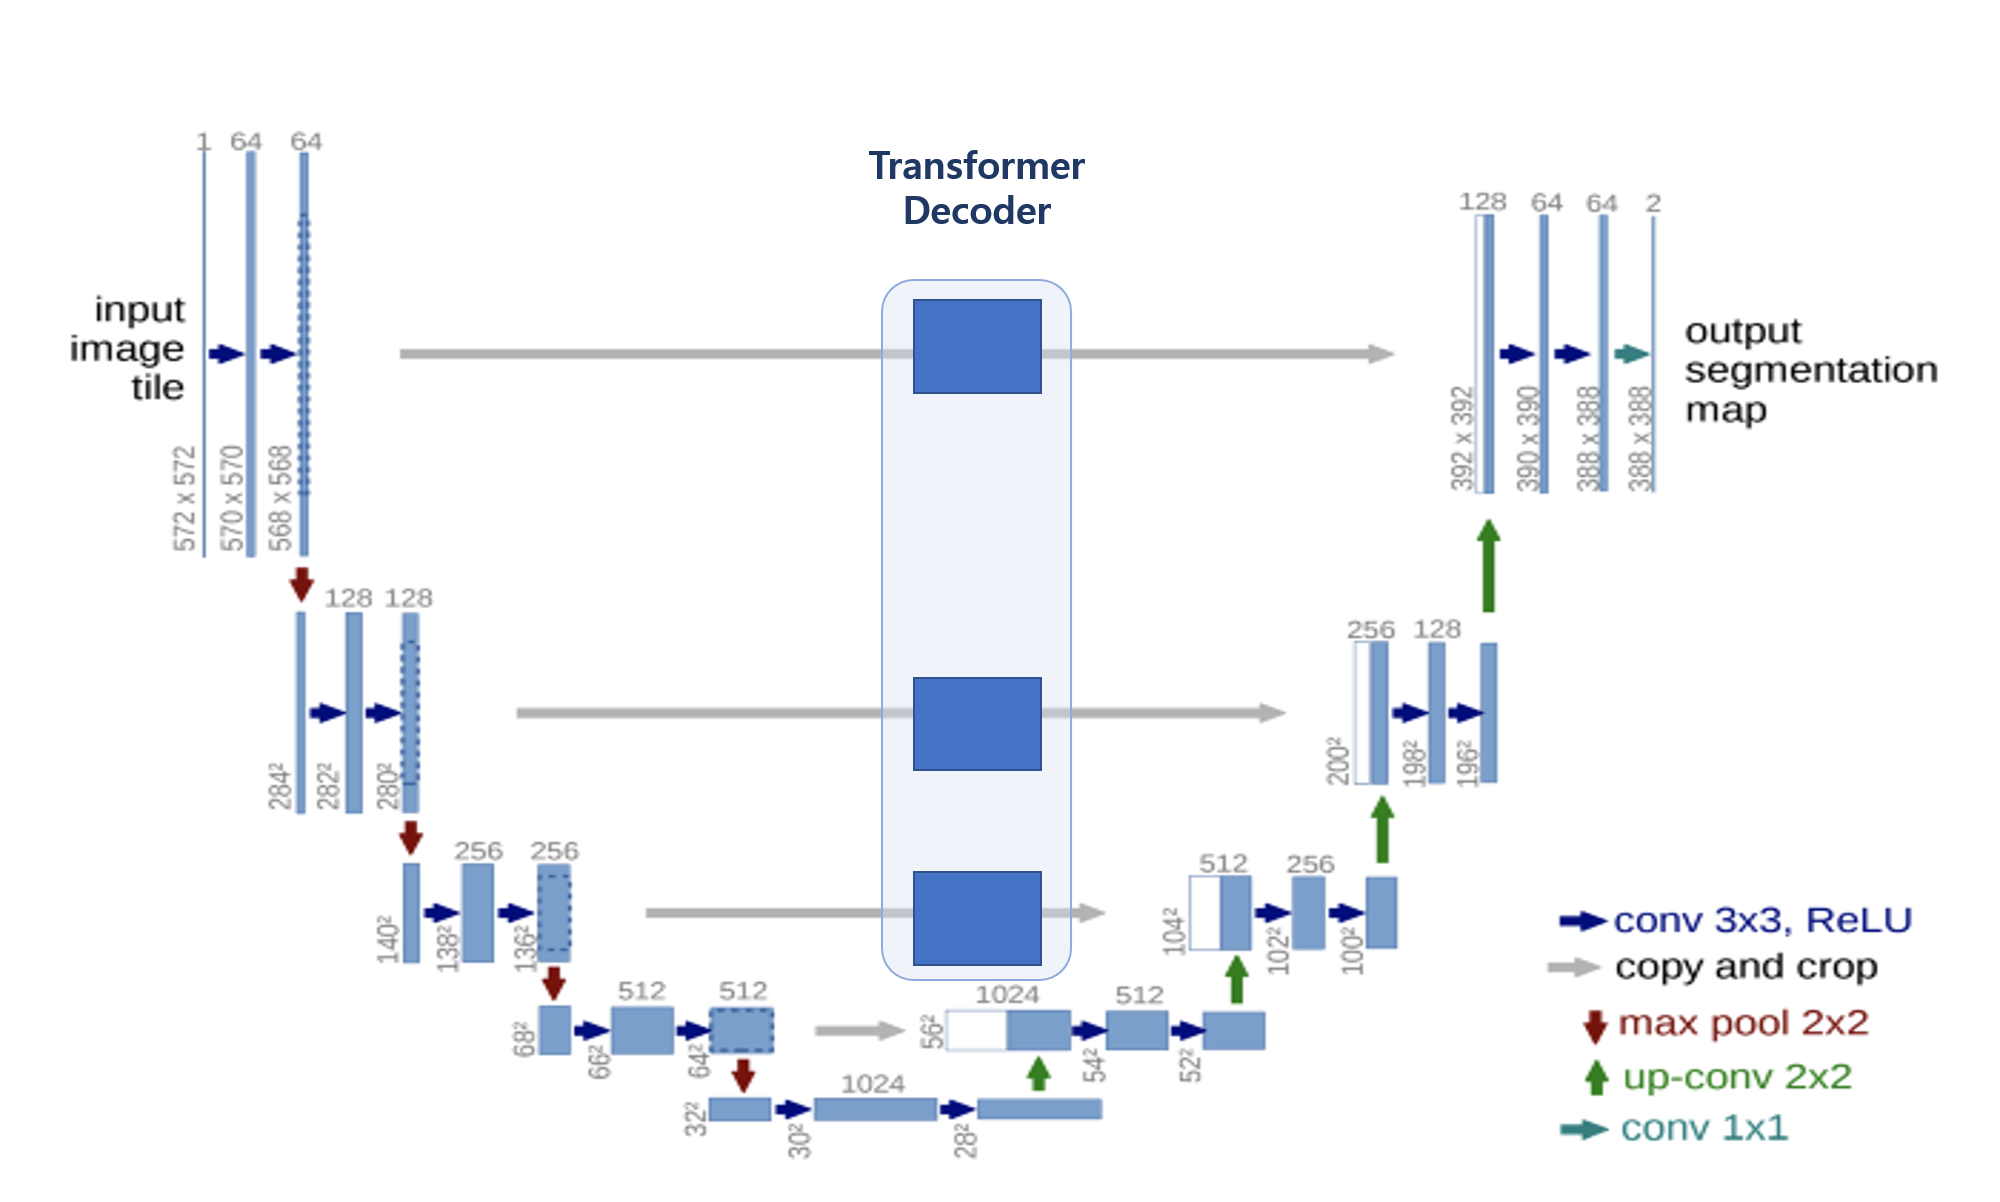 Transformer
Decoder
1 64 64
input
image
tile
572 x 572
570 x 570
568 x 568
128 64 64 2
output
segmentation
map
392 x 392
390 x 390
388 x 388
388 x 388
128 128
284²
282²
280²
256 128
200²
198²
196²
256 256
140²
138²
136²
512 256
104²
102²
100²
512 512
68²
66²
64²
1024 512
56²
54²
52²
1024
32²
30²
28²
conv 3x3, ReLU
copy and crop
max pool 2x2
up-conv 2x2
conv 1x1